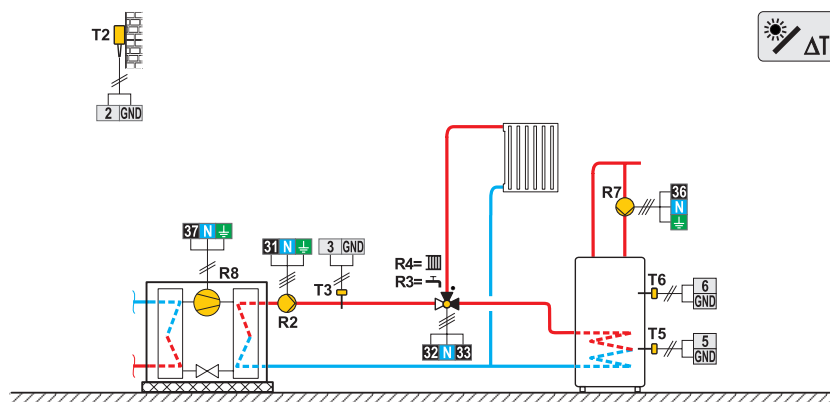 T2
ΔT
2 GND
R7
36
N
37 N
31 N
3 GND
R8
R4=
R3=
T3
R2
T6
6
GND
32 N 33
T5
5
GND